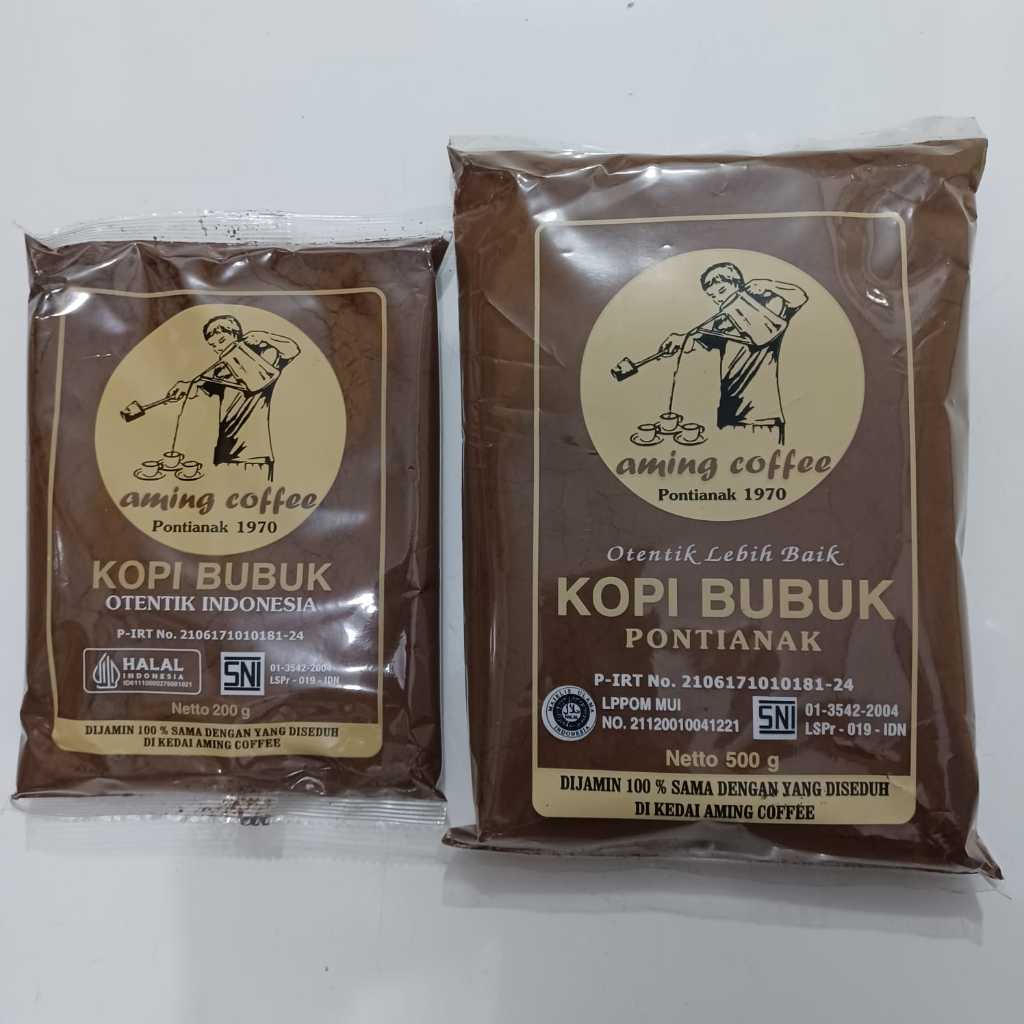 aming coffee
Pontianak 1970
KOPI BUBUK
OTENTIK INDONESIA
P-IRT No. 2106171010181-24
HALAL
INDONESIA
SNI
01-3542-2004
LSPr - 019 - IDN
Netto 200 g
DIJAMIN 100 % SAMA DENGAN YANG DISEDUH
DI KEDAI AMING COFFEE
aming coffee
Pontianak 1970
Otentik Lebih Baik
KOPI BUBUK
PONTIANAK
P-IRT No. 2106171010181-24
LPPOM MUI
NO. 21120010041221
SNI
01-3542-2004
LSPr - 019 - IDN
Netto 500 g
DIJAMIN 100 % SAMA DENGAN YANG DISEDUH
DI KEDAI AMING COFFEE